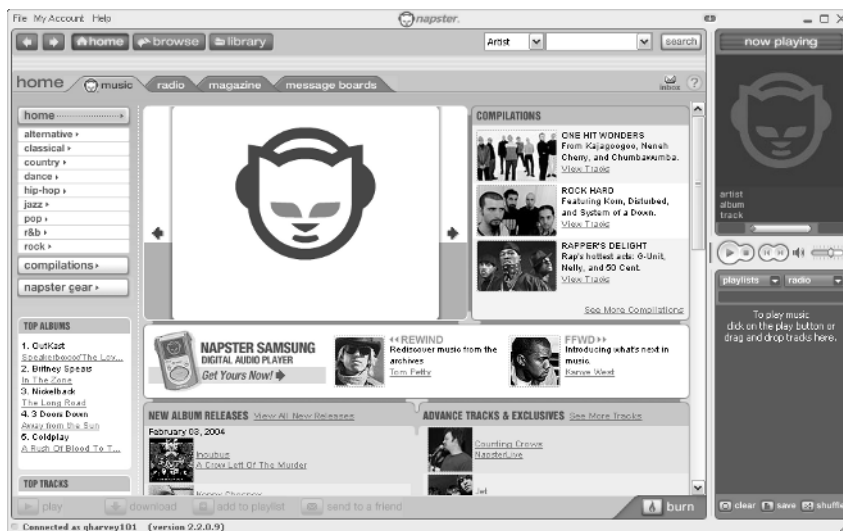 File My Account Help
napster.
home browse library
Artist
search
now playing
home music radio magazine message boards
inbox ?
home
alternative
classical
country
dance
hip-hop
jazz
pop
r&b
rock
compilations
napster gear
TOP ALBUMS
1. OutKast
Speakerboxxx/The Lov...
2. Britney Spears
In The Zone
3. Nickelback
The Long Road
4. 3 Doors Down
Away from the Sun
5. Coldplay
A Rush Of Blood To T...
TOP TRACKS
COMPILATIONS
ONE HIT WONDERS
From Kajagoogoo, Neneh
Cherry, and Chumbawumba.
View Tracks
ROCK HARD
Featuring Korn, Disturbed,
and System of a Down.
View Tracks
RAPPER'S DELIGHT
Rap's hottest acts: G-Unit,
Nelly, and 50 Cent.
View Tracks
See More Compilations
NAPSTER SAMSUNG
DIGITAL AUDIO PLAYER
Get Yours Now!
REWIND
Rediscover music from the
archives
Tom Petty
FFWD
Introducing what's next in
music.
Kanye West
NEW ALBUM RELEASES View All New Releases
February 03, 2004
Incubus
A Crow Left Of The Murder
Kenny Chesney
ADVANCE TRACKS & EXCLUSIVES See More Tracks
Counting Crows
NapsterLive
Jet
artist
album
track
playlists radio
To play music
click on the play button or
drag and drop tracks here.
play download add to playlist send to a friend burn
clear save shuffle
Connected as qharvey101 (version 2.2.0.9)